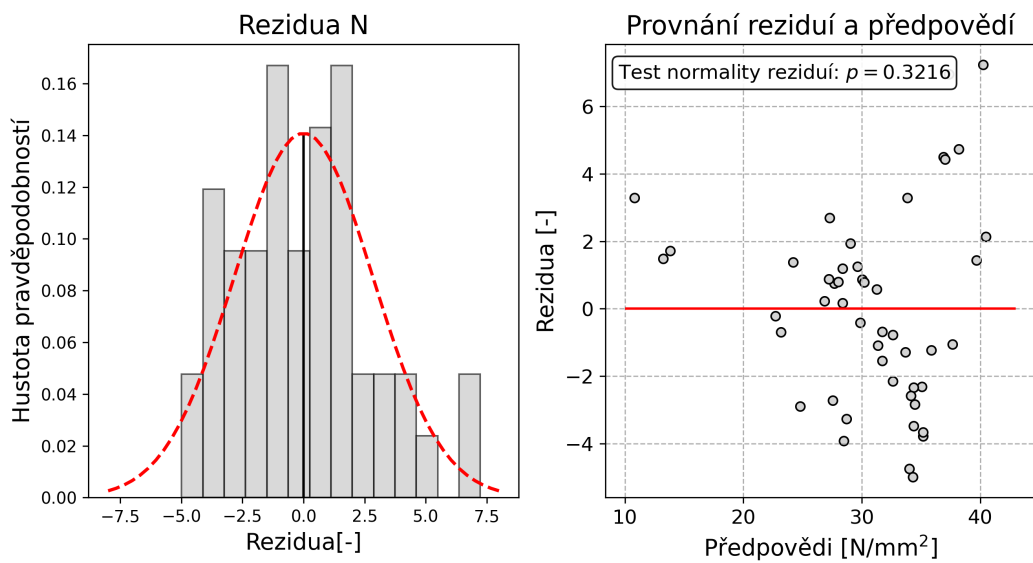 Rezidua N
Hustota pravděpodobností
0.16
0.14
0.12
0.10
0.08
0.06
0.04
0.02
0.00
−7.5 −5.0 −2.5 0.0 2.5 5.0 7.5
Rezidua[-]
Provnání reziduí a předpovědí
Test normality reziduí: p = 0.3216
Rezidua [-]
6
4
2
0
−2
−4
10 20 30 40
Předpovědi [N/mm²]